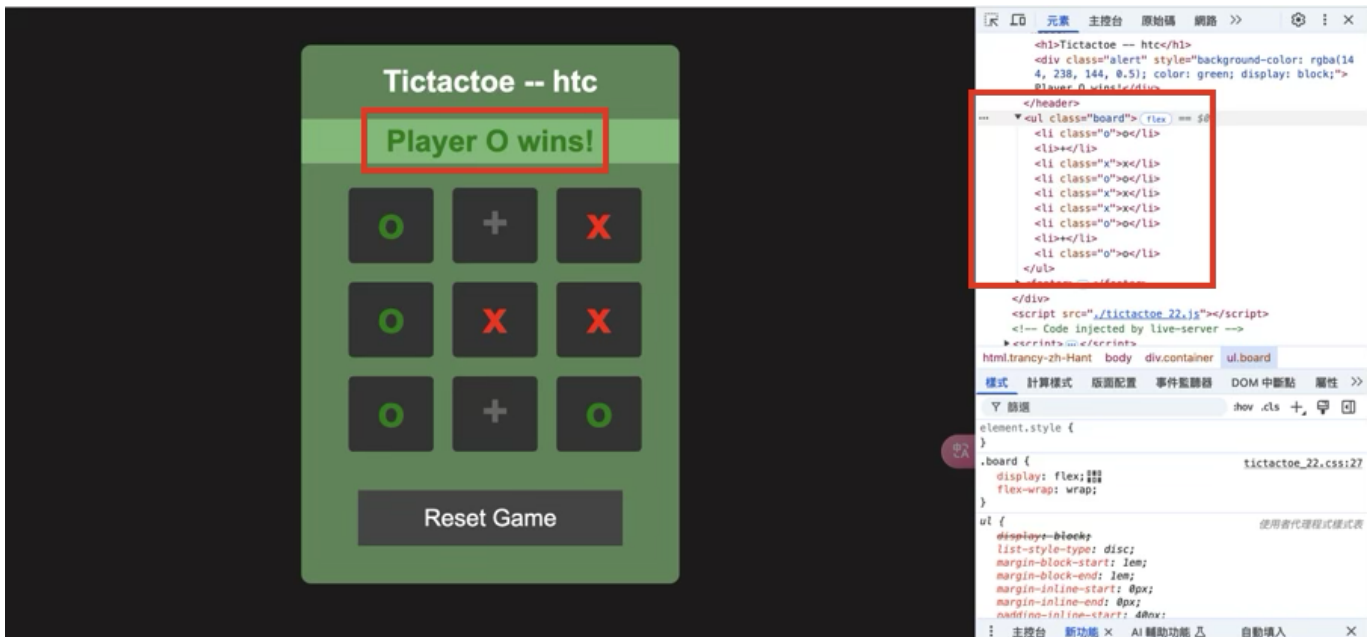 Tictactoe -- htc
Player O wins!
o + x
o x x
o + o
Reset Game
元素 主控台 原始碼 網路
<h1>Tictactoe -- htc</h1>
<div class="alert" style="background-color: rgba(14
4, 238, 144, 0.5); color: green; display: block;">
Player O wins!</div>
</header>
<ul class="board"> flex == $0
<li class="o">o</li>
<li>+</li>
<li class="x">x</li>
<li class="o">o</li>
<li class="x">x</li>
<li class="x">x</li>
<li class="o">o</li>
<li>+</li>
<li class="o">o</li>
</ul>
</div>
<script src="./tictactoe_22.js"></script>
<!-- Code injected by live-server -->
<script>…</script>
html.trancy-zh-Hant body div.container ul.board
樣式 計算樣式 版面配置 事件監聽器 DOM 中斷點 屬性
篩選 :hov .cls
element.style {
}
.board { tictactoe_22.css:27
display: flex;
flex-wrap: wrap;
}
ul { 使用者代理程式樣式表
display: block;
list-style-type: disc;
margin-block-start: 1em;
margin-block-end: 1em;
margin-inline-start: 0px;
margin-inline-end: 0px;
padding-inline-start: 40px;
主控台 新功能 AI 輔助功能 自動填入